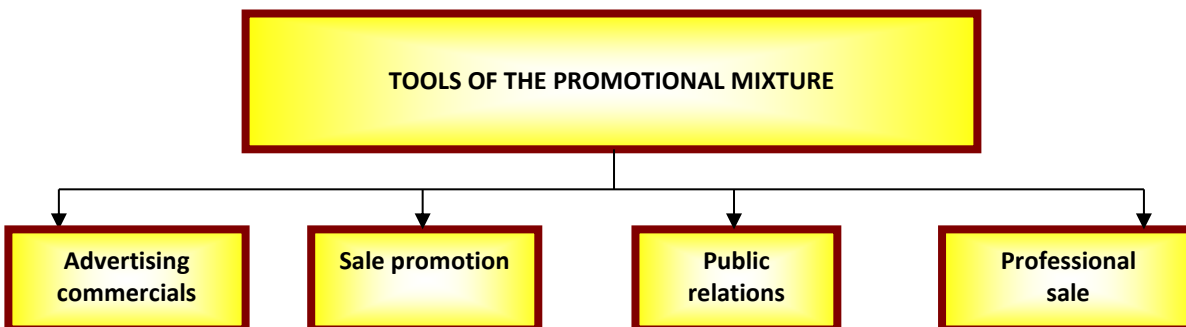 TOOLS OF THE PROMOTIONAL MIXTURE
Advertising
commercials
Sale promotion
Public
relations
Professional
sale